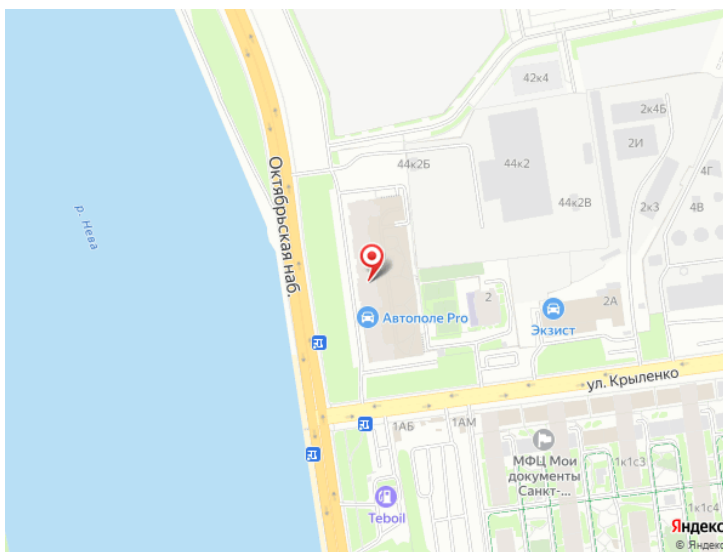 42к4
2к4Б
2И
44к2Б
44к2
4Г
44к2В
2к3
4В
р. Нева
Октябрьская наб.
2
2А
Автополе Pro
Экзист
ул. Крыленко
1АБ
1АМ
МФЦ Мои
документы
Санкт-...
1к1с3
1к1с4
Teboil
Яндекс
© Яндекс